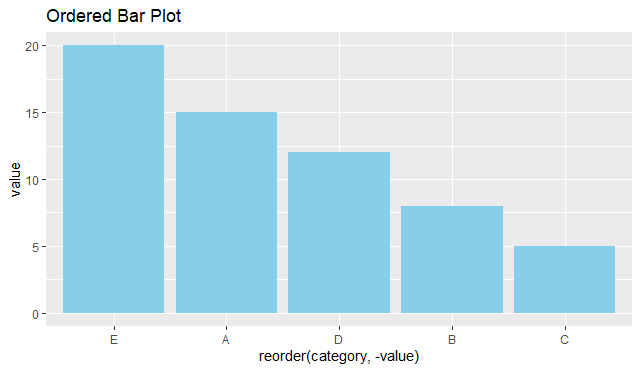 Ordered Bar Plot
20
15
10
5
0
value
E A D B C
reorder(category, -value)